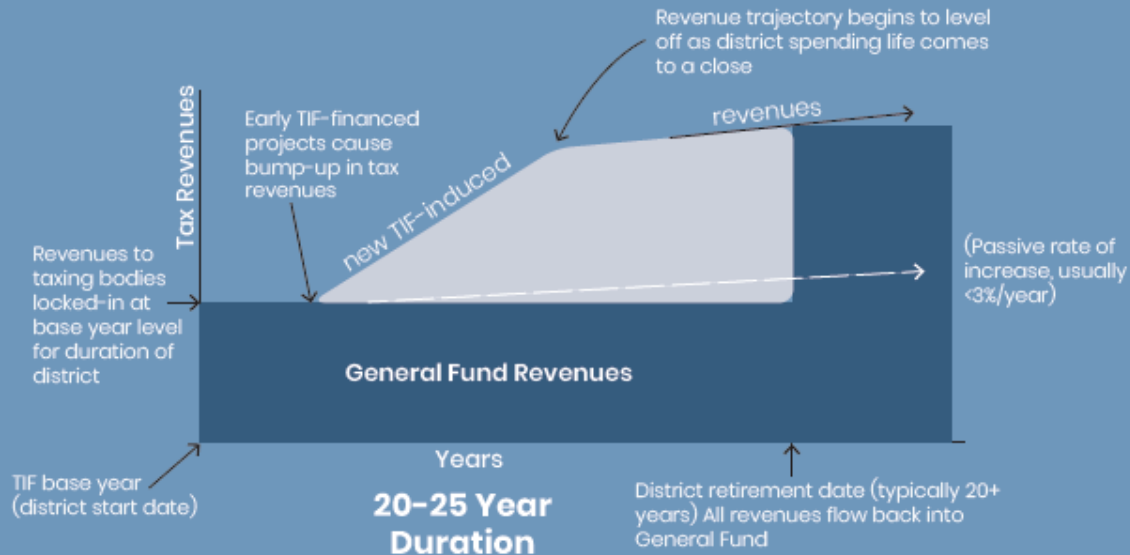 Revenue trajectory begins to level
off as district spending life comes
to a close
Tax Revenues
Early TIF-financed
projects cause
bump-up in tax
revenues
new TIF-induced
revenues
Revenues to
taxing bodies
locked-in at
base year level
for duration of
district
(Passive rate of
increase, usually
<3%/year)
General Fund Revenues
TIF base year
(district start date)
Years
20-25 Year
Duration
District retirement date (typically 20+
years) All revenues flow back into
General Fund